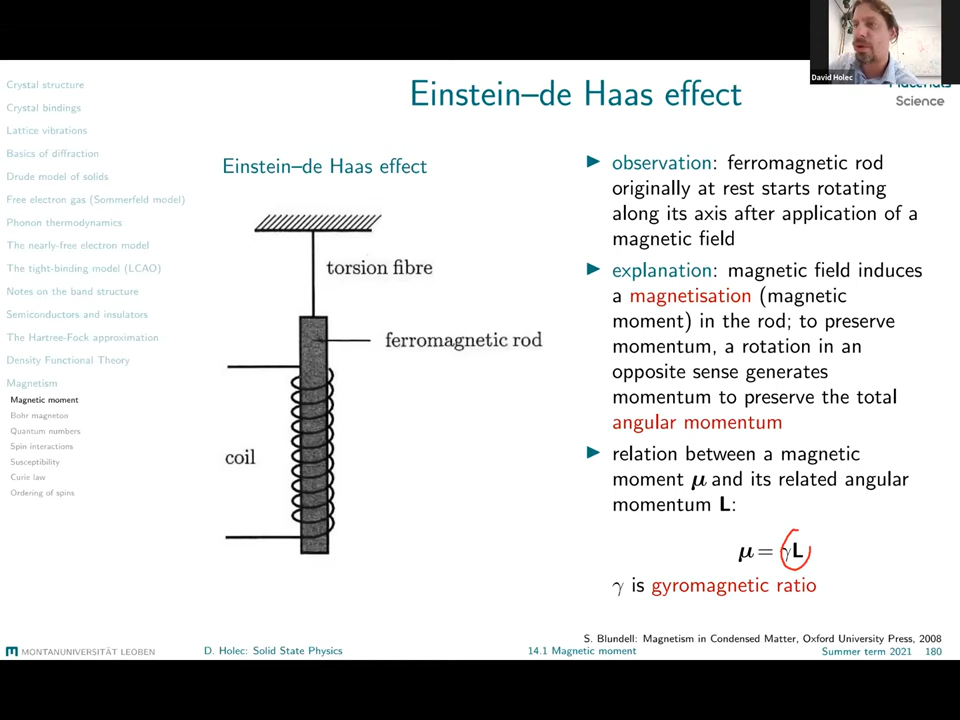 David Holec
Materials
Science
Einstein–de Haas effect
Crystal structure
Crystal bindings
Lattice vibrations
Basics of diffraction
Drude model of solids
Free electron gas (Sommerfeld model)
Phonon thermodynamics
The nearly-free electron model
The tight-binding model (LCAO)
Notes on the band structure
Semiconductors and insulators
The Hartree-Fock approximation
Density Functional Theory
Magnetism
Magnetic moment
Bohr magneton
Quantum numbers
Spin interactions
Susceptibility
Curie law
Ordering of spins
Einstein–de Haas effect
torsion fibre
ferromagnetic rod
coil
▶ observation: ferromagnetic rod
originally at rest starts rotating
along its axis after application of a
magnetic field
▶ explanation: magnetic field induces
a magnetisation (magnetic
moment) in the rod; to preserve
momentum, a rotation in an
opposite sense generates
momentum to preserve the total
angular momentum
▶ relation between a magnetic
moment μ and its related angular
momentum L:
μ = γL
γ is gyromagnetic ratio
S. Blundell: Magnetism in Condensed Matter, Oxford University Press, 2008
MONTANUNIVERSITÄT LEOBEN
D. Holec: Solid State Physics
14.1 Magnetic moment
Summer term 2021 180